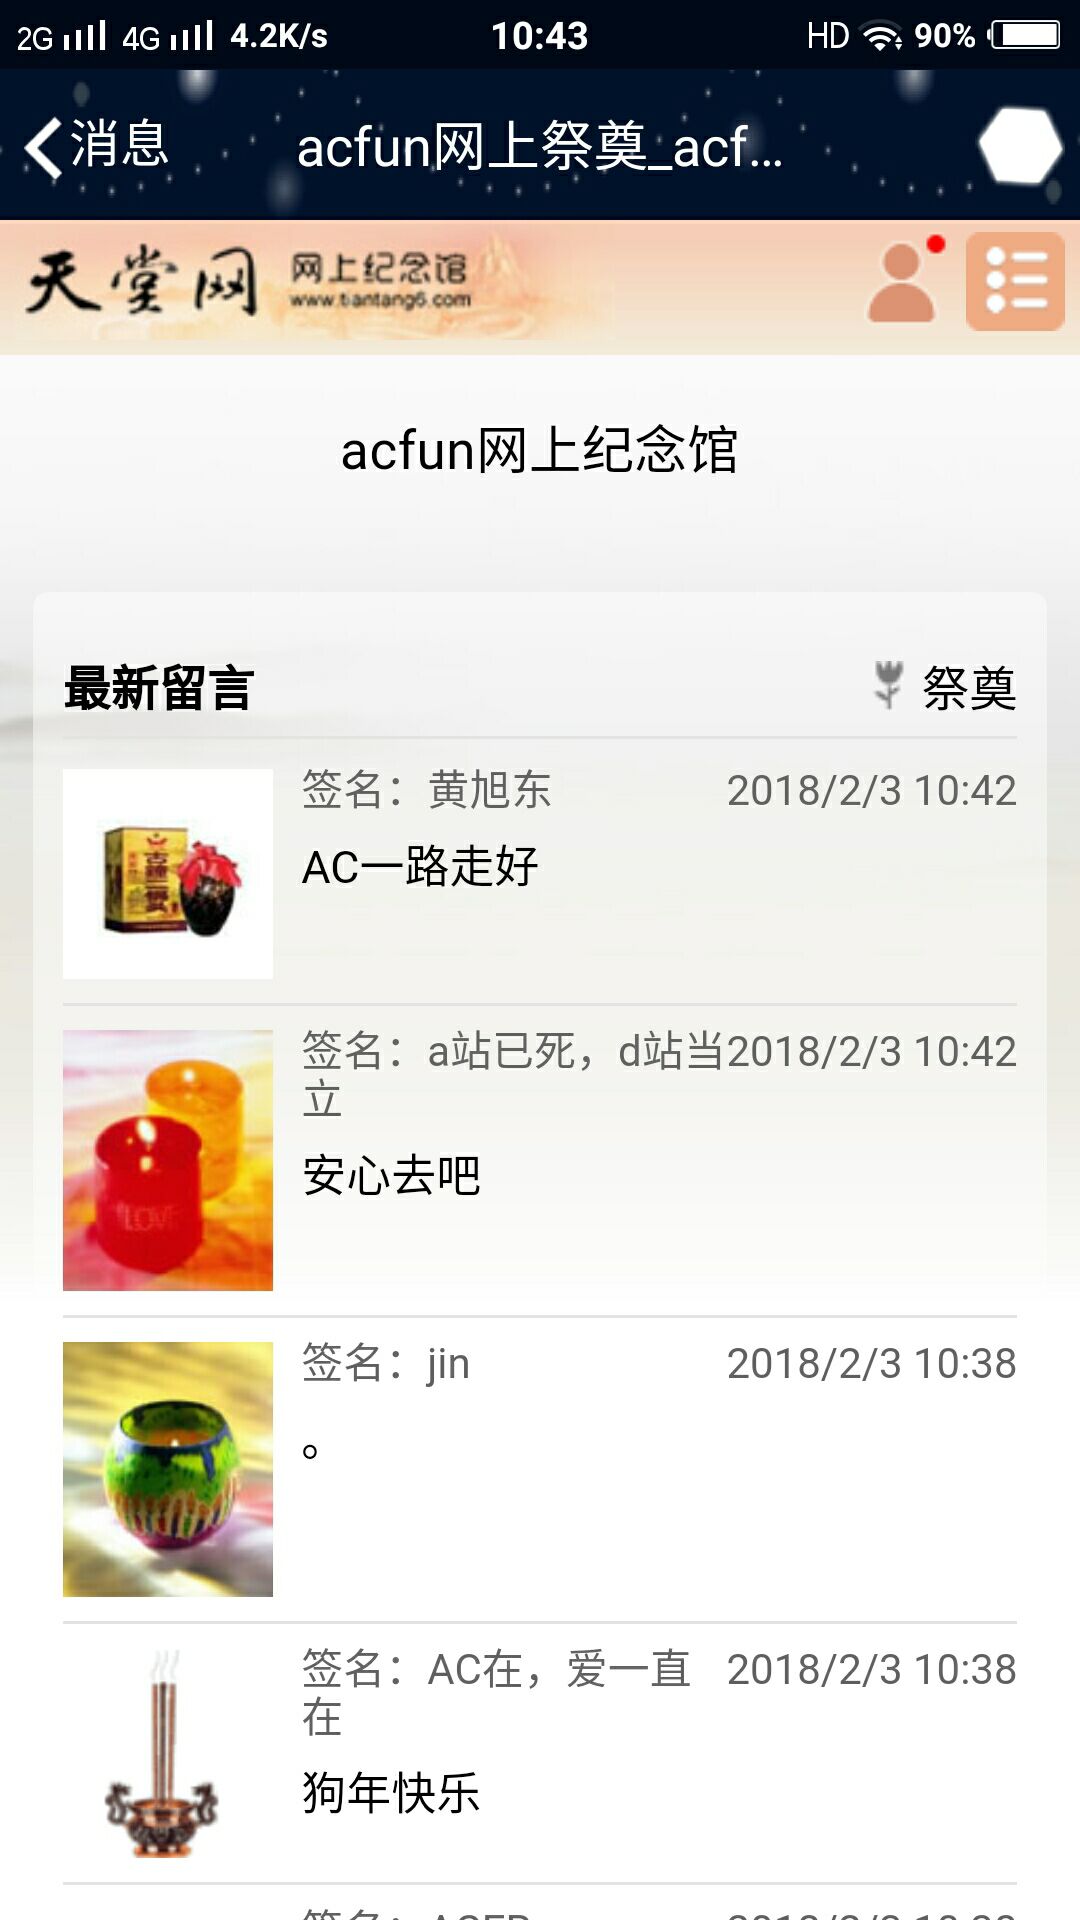 2G 4G 4.2K/s 10:43 HD 90%
消息 acfun网上祭奠_acf...
天堂网 网上纪念馆
www.tiantang6.com
acfun网上纪念馆
最新留言 祭奠
签名：黄旭东 2018/2/3 10:42
AC一路走好
签名：a站已死，d站当 2018/2/3 10:42
立
安心去吧
LOVE
签名：jin 2018/2/3 10:38
。
签名：AC在，爱一直 2018/2/3 10:38
在
狗年快乐